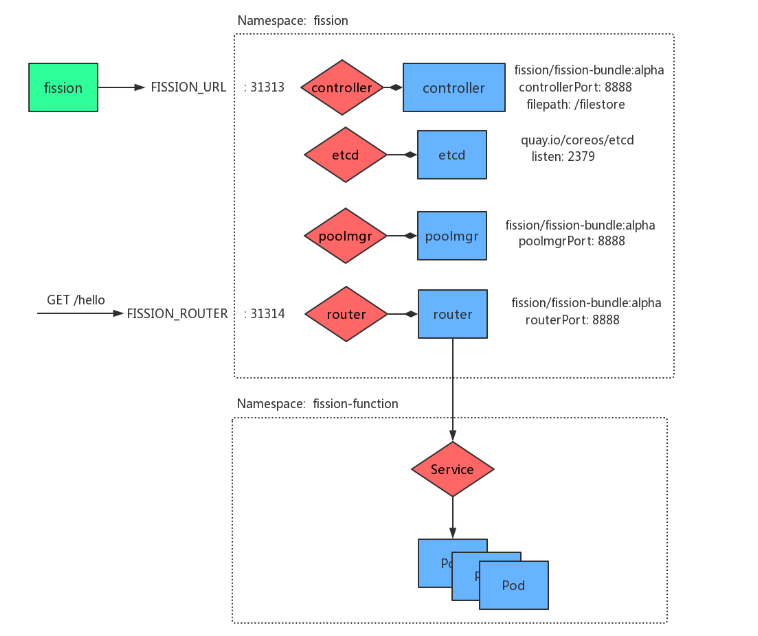 Namespace: fission
fission
FISSION_URL
: 31313
controller
controller
fission/fission-bundle:alpha
controllerPort: 8888
filepath: /filestore
etcd
etcd
quay.io/coreos/etcd
listen: 2379
poolmgr
poolmgr
fission/fission-bundle:alpha
poolmgrPort: 8888
GET /hello
FISSION_ROUTER
: 31314
router
router
fission/fission-bundle:alpha
routerPort: 8888
Namespace: fission-function
Service
Pod